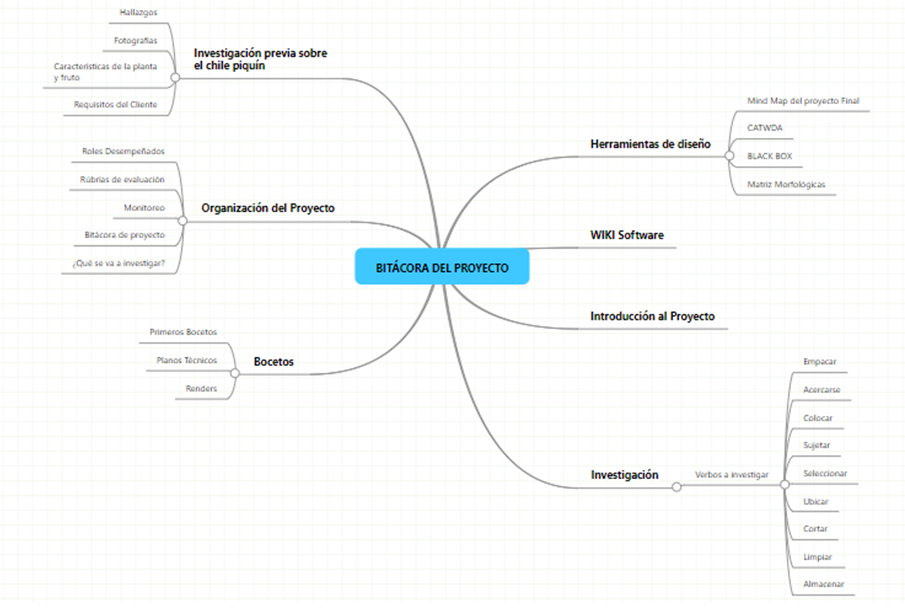 Hallazgos
Fotografías
Características de la planta
y fruto
Requisitos del Cliente
Investigación previa sobre
el chile piquín
Roles Desempeñados
Rúbrias de evaluación
Monitoreo
Bitácora de proyecto
¿Qué se va a investigar?
Organización del Proyecto
Primeros Bocetos
Planos Técnicos
Renders
Bocetos
BITÁCORA DEL PROYECTO
Herramientas de diseño
Mind Map del proyecto Final
CATWDA
BLACK BOX
Matriz Morfológicas
WIKI Software
Introducción al Proyecto
Investigación
Verbos a investigar
Empacar
Acercarse
Colocar
Sujetar
Seleccionar
Ubicar
Cortar
Limpiar
Almacenar